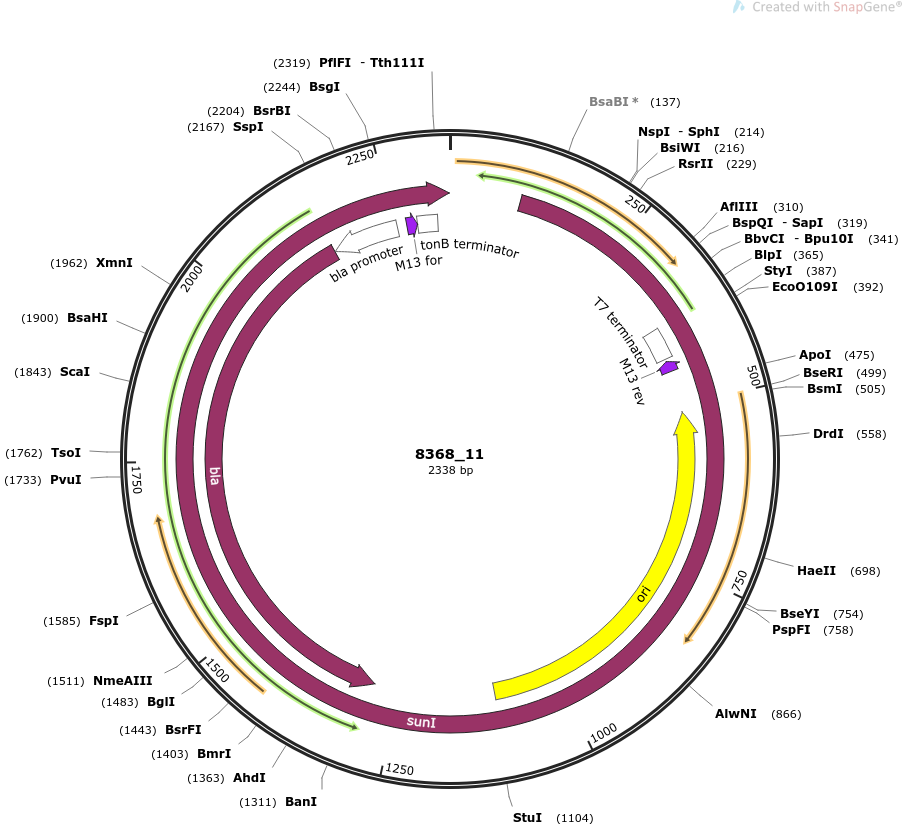 Created with SnapGene®
(2319) PflFI - Tth111I
(2244) BsgI
(2204) BsrBI
(2167) SspI
BsaBI * (137)
NspI - SphI (214)
BsiWI (216)
RsrII (229)
AflIII (310)
BspQI - SapI (319)
BbvCI - Bpu10I (341)
BlpI (365)
StyI (387)
EcoO109I (392)
ApoI (475)
BseRI (499)
BsmI (505)
DrdI (558)
HaeII (698)
BseYI (754)
PspFI (758)
AlwNI (866)
StuI (1104)
(1311) BanI
(1363) AhdI
(1403) BmrI
(1443) BsrFI
(1483) BglI
(1511) NmeAIII
(1585) FspI
(1733) PvuI
(1762) TsoI
(1843) ScaI
(1900) BsaHI
(1962) XmnI
250
500
750
1000
1250
1500
1750
2000
2250
bla promoter
M13 for
tonB terminator
T7 terminator
M13 rev
ori
bla
sunI
8368_11
2338 bp